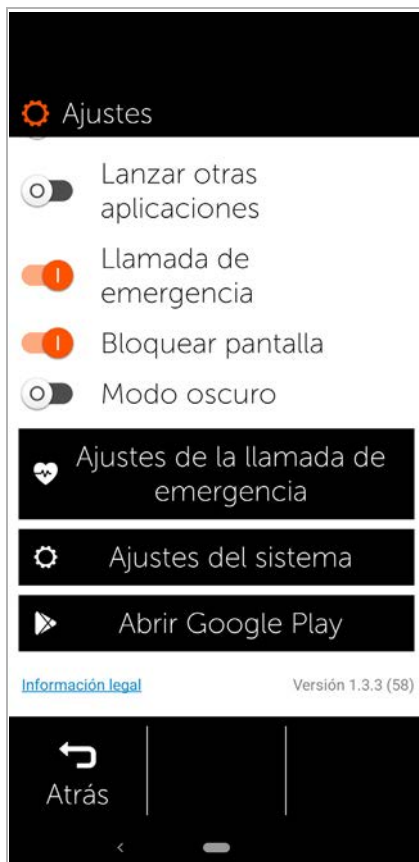 Ajustes
Lanzar otras
aplicaciones
Llamada de
emergencia
Bloquear pantalla
Modo oscuro
Ajustes de la llamada de
emergencia
Ajustes del sistema
Abrir Google Play
Información legal Versión 1.3.3 (58)
Atrás